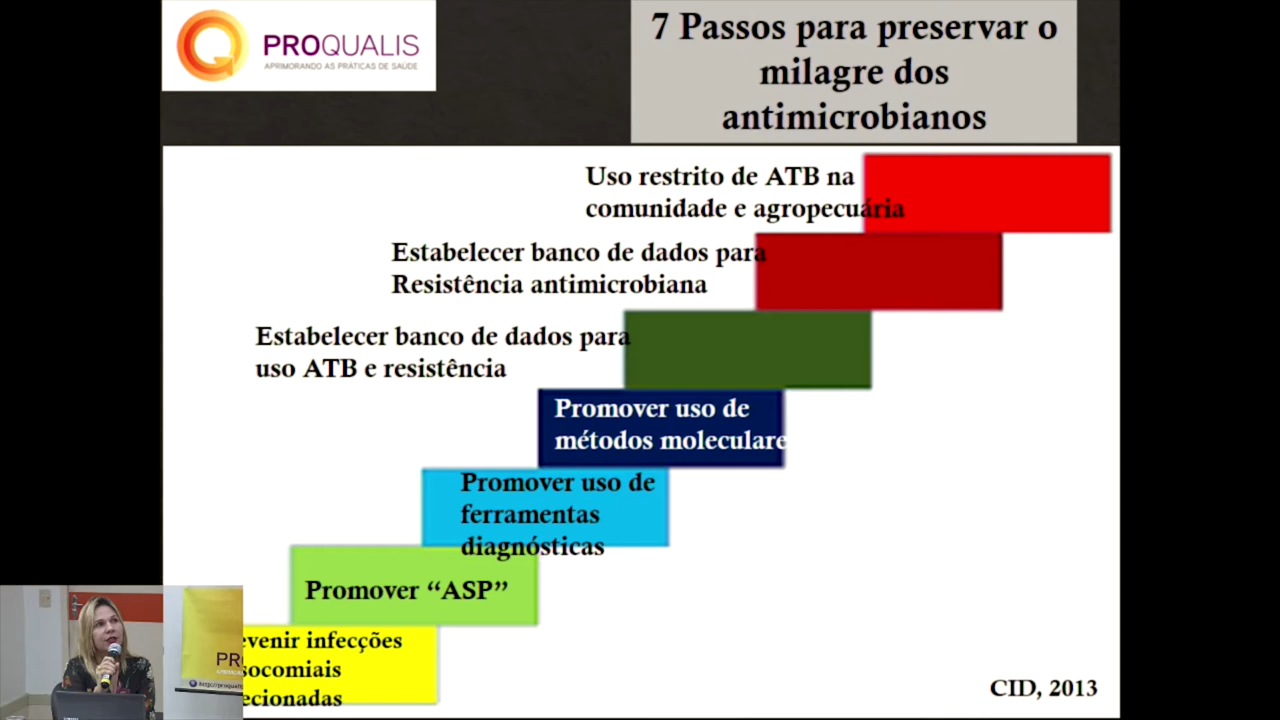 PROQUALIS
APRIMORANDO AS PRÁTICAS DE SAÚDE
7 Passos para preservar o
milagre dos
antimicrobianos
Uso restrito de ATB na
comunidade e agropecuária
Estabelecer banco de dados para
Resistência antimicrobiana
Estabelecer banco de dados para
uso ATB e resistência
Promover uso de
métodos moleculare
Promover uso de
ferramentas
diagnósticas
Promover “ASP”
evenir infecções
socomiais
ecionadas
CID, 2013
PRO